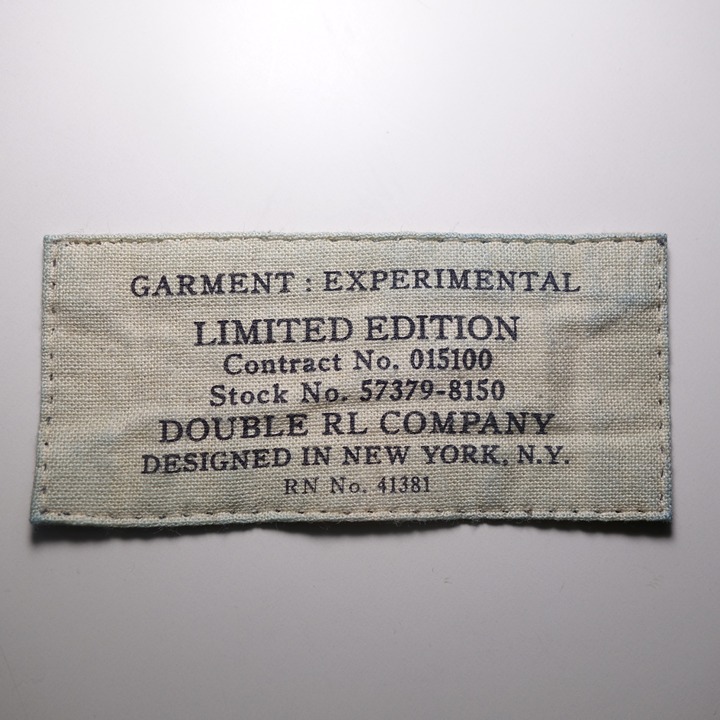 GARMENT : EXPERIMENTAL
LIMITED EDITION
Contract No. 015100
Stock No. 57379-8150
DOUBLE RL COMPANY
DESIGNED IN NEW YORK, N.Y.
RN No. 41381